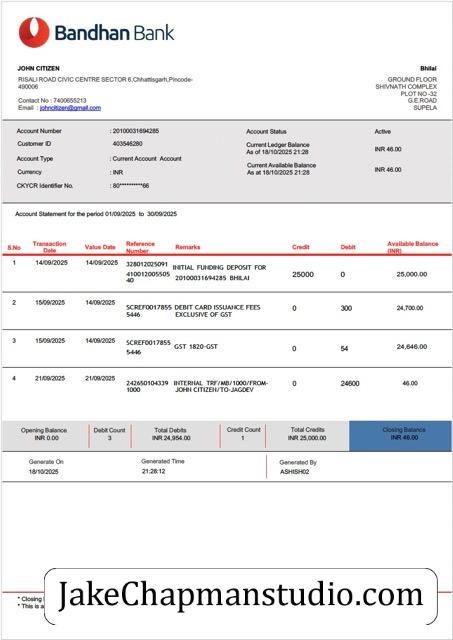 Bandhan Bank
JOHN CITIZEN
RISALI ROAD CIVIC CENTRE SECTOR 6,Chhattisgarh,Pincode-
490006
Contact No : 7400655213
Email : johncitizen@gmail.com
Bhilai
GROUND FLOOR
SHIVNATH COMPLEX
PLOT NO -32
G.E.ROAD
SUPELA
Account Number : 20100031694285
Customer ID 403546280
Account Type : Current Account Account
Currency : INR
CKYCR Identifier No. : 80*********66
Account Status Active
Current Ledger Balance
As of 18/10/2025 21:28 INR 46.00
Current Available Balance
As at 18/10/2025 21:28 INR 46.00
Account Statement for the period 01/09/2025 to 30/09/2025
S.No Transaction Date Value Date Reference Number Remarks Credit Debit Available Balance (INR)
1 14/09/2025 14/09/2025 328012025091 INITIAL FUNDING DEPOSIT FOR 25000 0 25,000.00
410012005505 20100031694285 BHILAI
40
2 15/09/2025 14/09/2025 SCREF0017855 DEBIT CARD ISSUANCE FEES 0 300 24,700.00
5446 EXCLUSIVE OF GST
3 15/09/2025 14/09/2025 SCREF0017855 GST 1820-GST 0 54 24,646.00
5446
4 21/09/2025 21/09/2025 242650104339 INTERNAL TRF/MB/1000/FROM- 0 24600 46.00
1000 JOHN CITIZEN/TO-JAGDEV
Opening Balance Debit Count Total Debits Credit Count Total Credits Closing Balance
INR 0.00 3 INR 24,954.00 1 INR 25,000.00 INR 46.00
Generate On Generated Time Generated By
18/10/2025 21:28:12 ASHISH02
* Closing
* This is a
JakeChapmanstudio.com